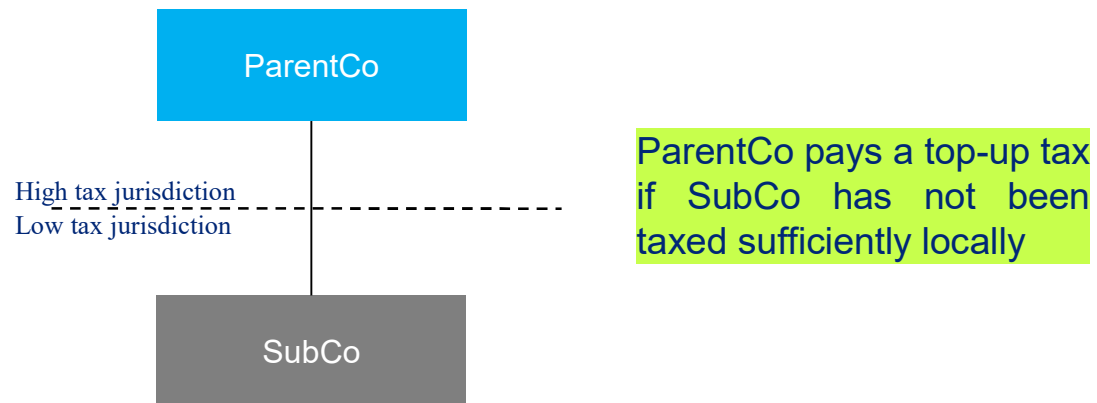 ParentCo
High tax jurisdiction
Low tax jurisdiction
SubCo
ParentCo pays a top-up tax
if SubCo has not been
taxed sufficiently locally